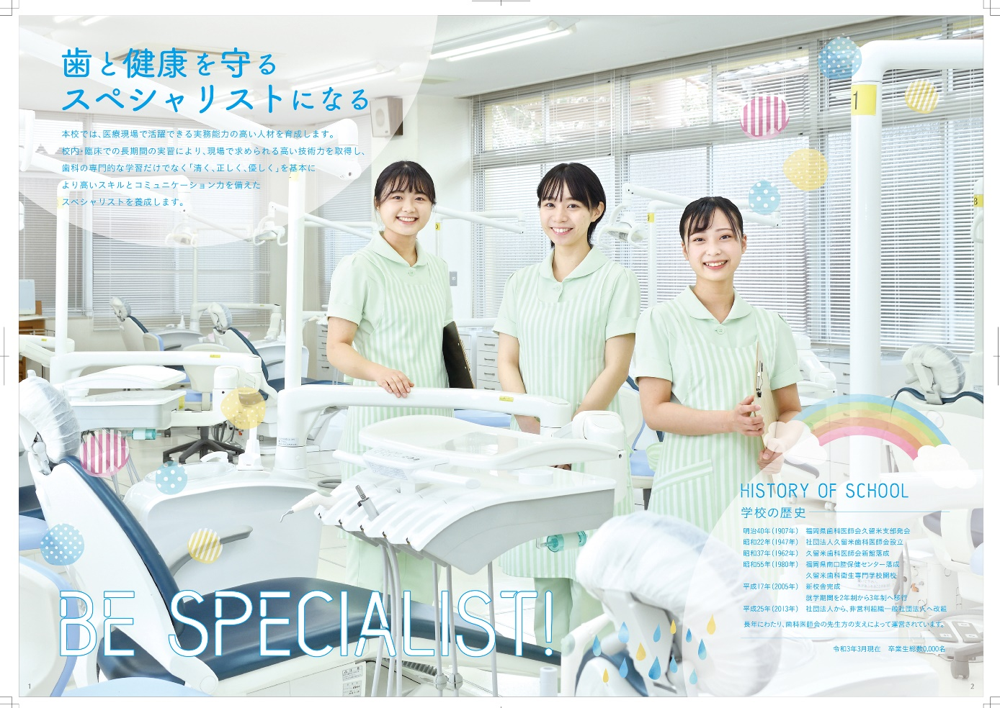 歯と健康を守る
スペシャリストになる
本校では、医療現場で活躍できる実務能力の高い人材を育成します。
校内・臨床での長期間の実習により、現場で求められる高い技術力を取得し、
歯科の専門的な学習だけでなく「清く、正しく、優しく」を基本に
より高いスキルとコミュニケーション力を備えた
スペシャリストを養成します。
1
8
BE SPECIALIST!
HISTORY OF SCHOOL
学校の歴史
明治40年（1907年） 福岡県歯科医師会久留米支部発会
昭和22年（1947年） 社団法人久留米歯科医師会設立
昭和37年（1962年） 久留米歯科医師会新館落成
昭和55年（1980年） 福岡県南口腔保健センター落成
久留米歯科衛生専門学校開校
平成17年（2005年） 新校舎完成
就学期間を2年制から3年制へ移行
平成25年（2013年） 社団法人から、非営利組織一般社団法人へ改組
長年にわたり、歯科医師会の先生方の支えによって運営されています。
令和3年3月現在 卒業生総数0,000名
1
2